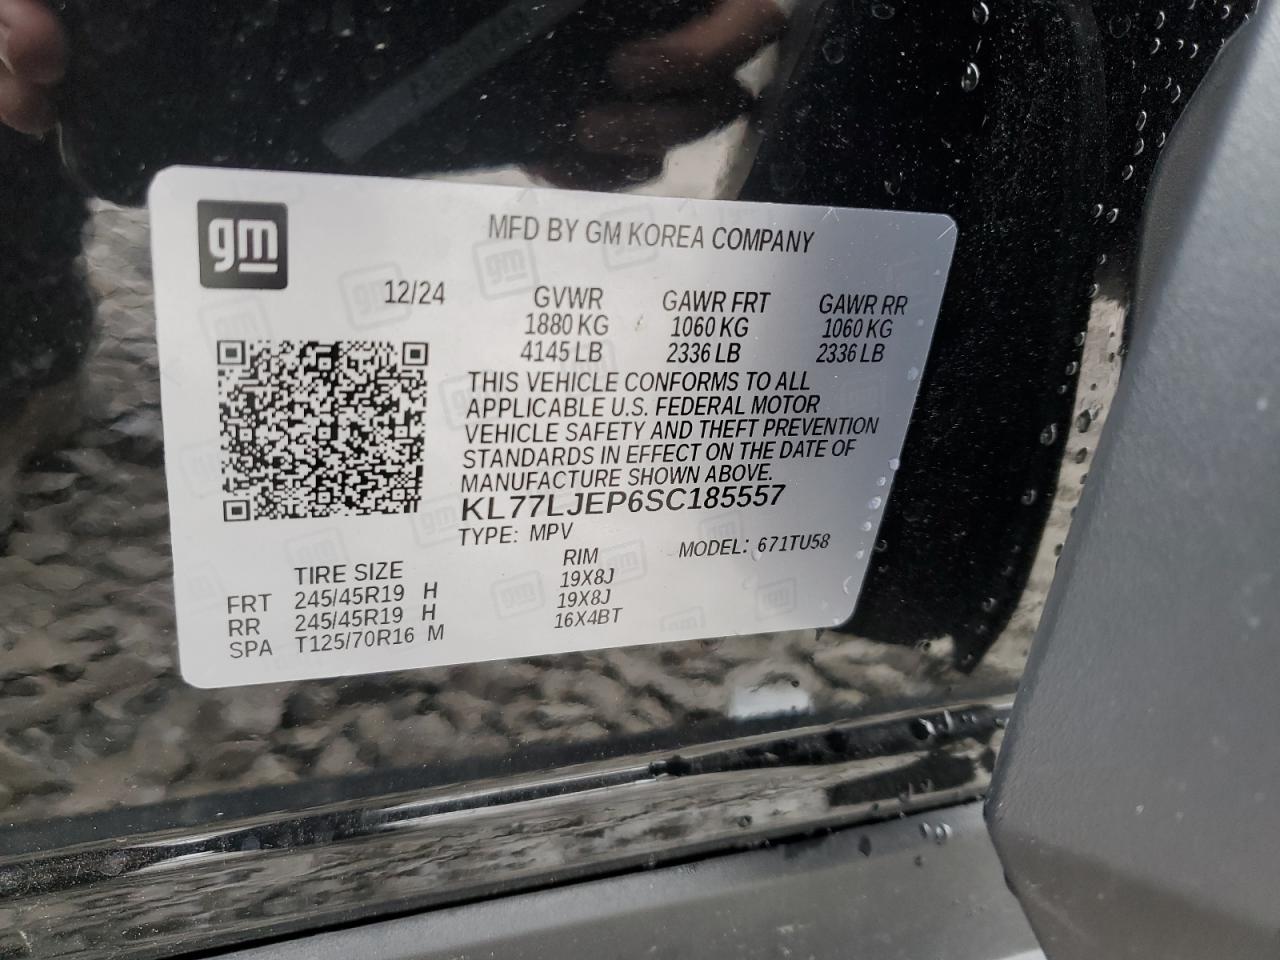 gm
MFD BY GM KOREA COMPANY
12/24
GVWR GAWR FRT GAWR RR
1880 KG 1060 KG 1060 KG
4145 LB 2336 LB 2336 LB
THIS VEHICLE CONFORMS TO ALL
APPLICABLE U.S. FEDERAL MOTOR
VEHICLE SAFETY AND THEFT PREVENTION
STANDARDS IN EFFECT ON THE DATE OF
MANUFACTURE SHOWN ABOVE.
KL77LJEP6SC185557
TYPE: MPV MODEL: 671TU58
TIRE SIZE RIM
FRT 245/45R19 H 19X8J
RR 245/45R19 H 19X8J
SPA T125/70R16 M 16X4BT